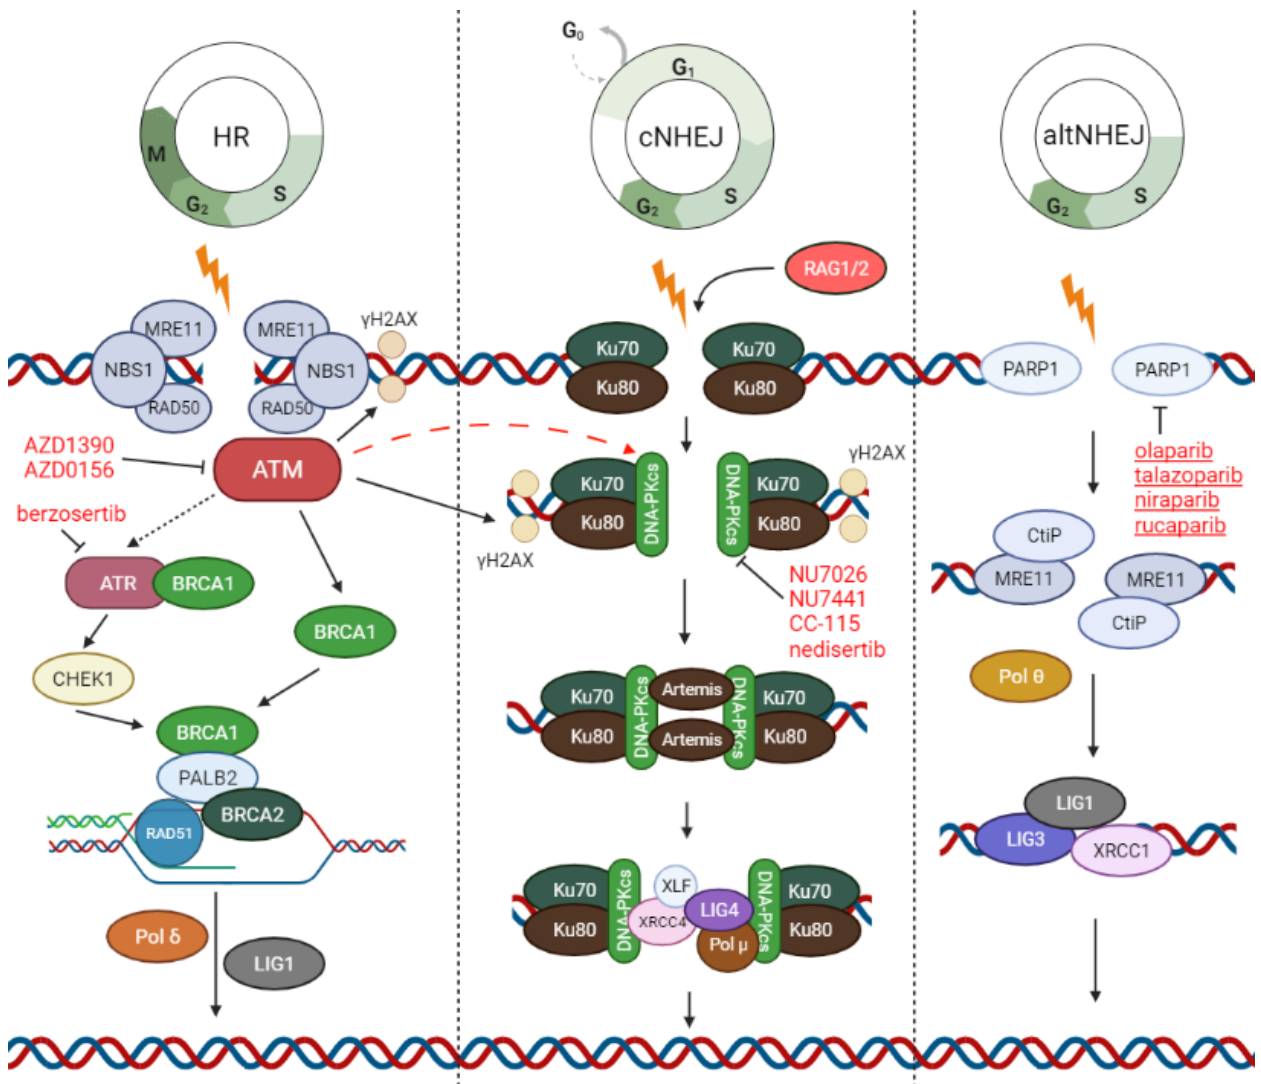 HR
M
G₂
S
MRE11
MRE11
NBS1
NBS1
RAD50
RAD50
γH2AX
AZD1390
AZD0156
ATM
berzosertib
ATR
BRCA1
BRCA1
CHEK1
BRCA1
PALB2
BRCA2
RAD51
Pol δ
LIG1
G₀
G₁
cNHEJ
G₂
S
RAG1/2
Ku70
Ku70
Ku80
Ku80
γH2AX
Ku70
DNA-PKcs
DNA-PKcs
Ku70
Ku80
Ku80
γH2AX
NU7026
NU7441
CC-115
nedisertib
Ku70
DNA-PKcs
Artemis
DNA-PKcs
Ku70
Ku80
Artemis
Ku80
Ku70
DNA-PKcs
XLF
DNA-PKcs
Ku70
XRCC4
LIG4
Ku80
Pol μ
Ku80
altNHEJ
G₂
S
PARP1
PARP1
olaparib
talazoparib
niraparib
rucaparib
CtiP
MRE11
MRE11
CtiP
Pol θ
LIG1
LIG3
XRCC1